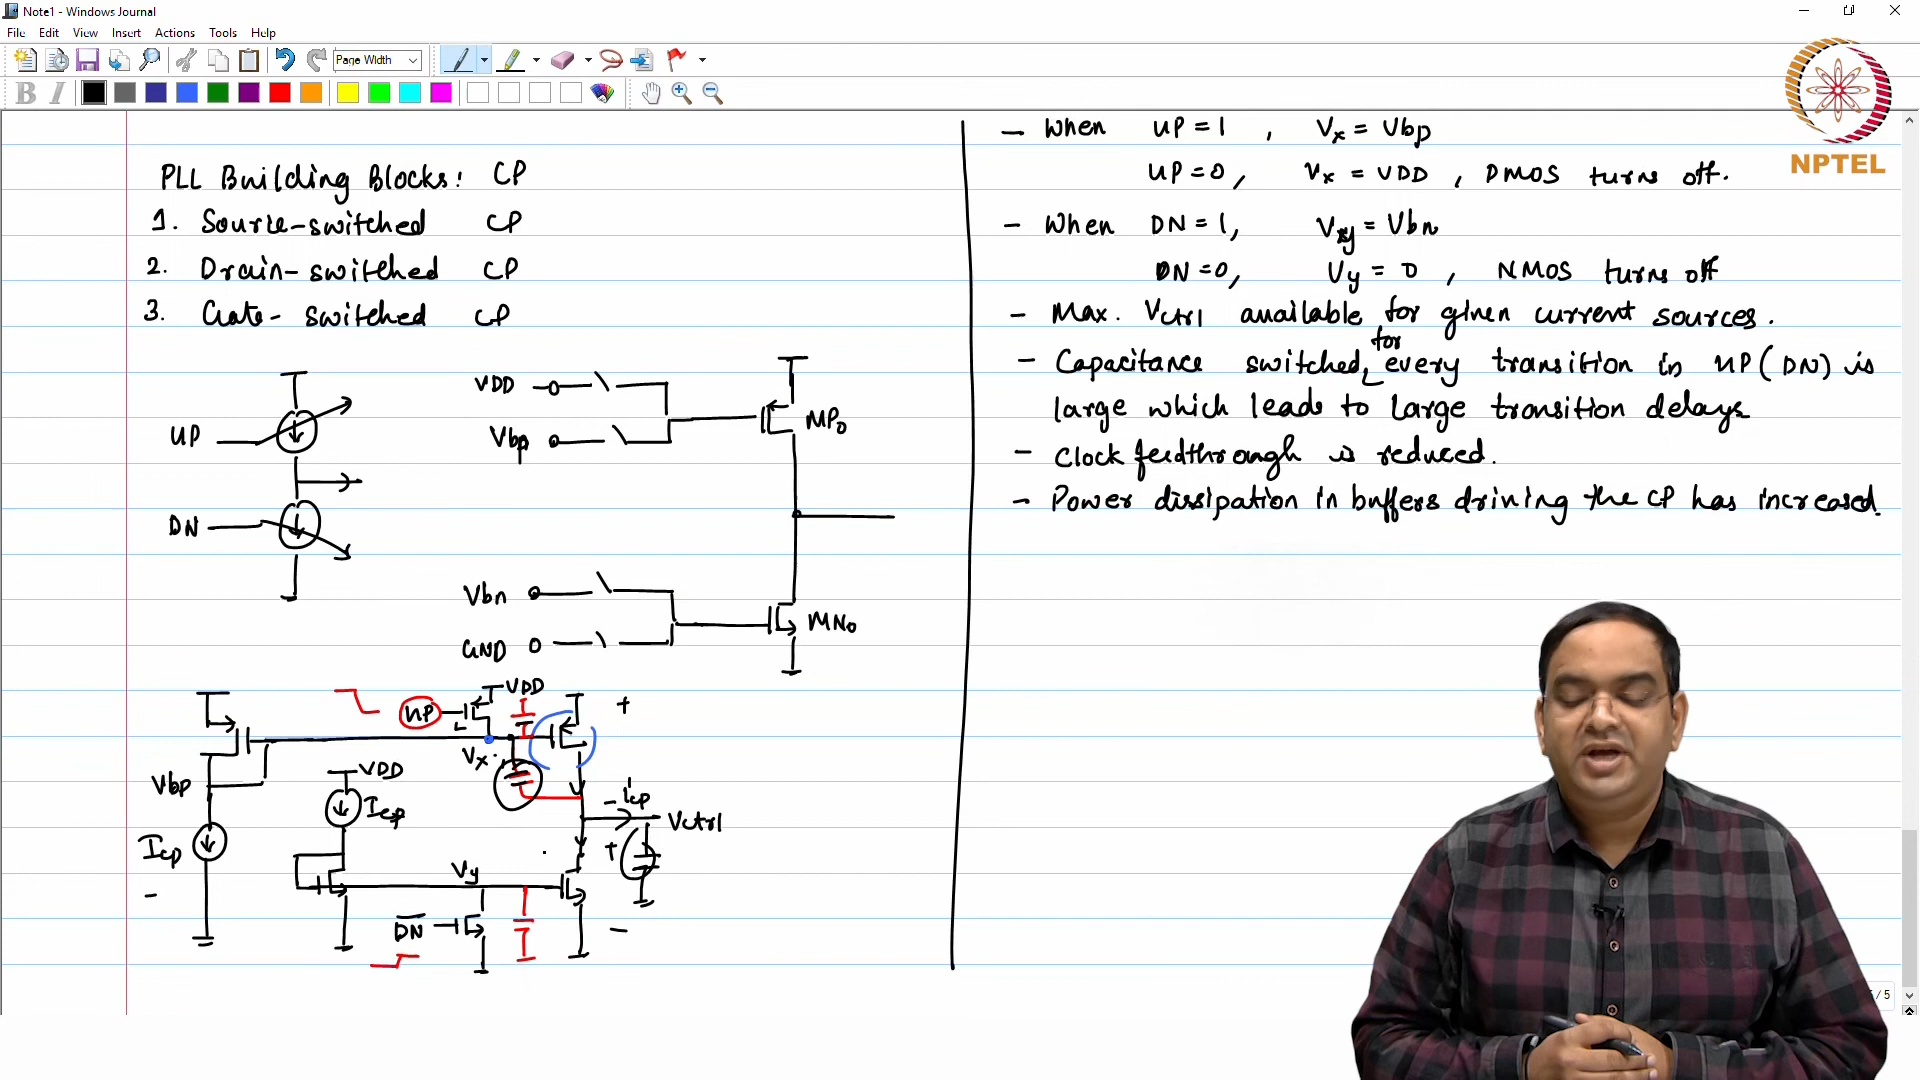 Note1 - Windows Journal
File Edit View Insert Actions Tools Help
Page Width
B I
NPTEL
PLL Building Blocks: CP
1. Source-switched CP
2. Drain-switched CP
3. Gate-switched CP
UP
DN
VDD
Vbp
MP0
Vbn
GND
MN0
UP
VDD
Vx
Vbp
Icp
VDD
Icp
icp
Vctrl
Vy
DN
- When UP = 1, Vx = Vbp
UP = 0, Vx = VDD, PMOS turns off.
- When DN = 1, Vy = Vbn
DN = 0, Vy = 0, NMOS turns off
- Max. Vctrl available for given current sources.
- Capacitance switched for every transition in UP(DN) is
large which leads to large transition delays
- Clock feedthrough is reduced.
- Power dissipation in buffers driving the CP has increased.
/ 5